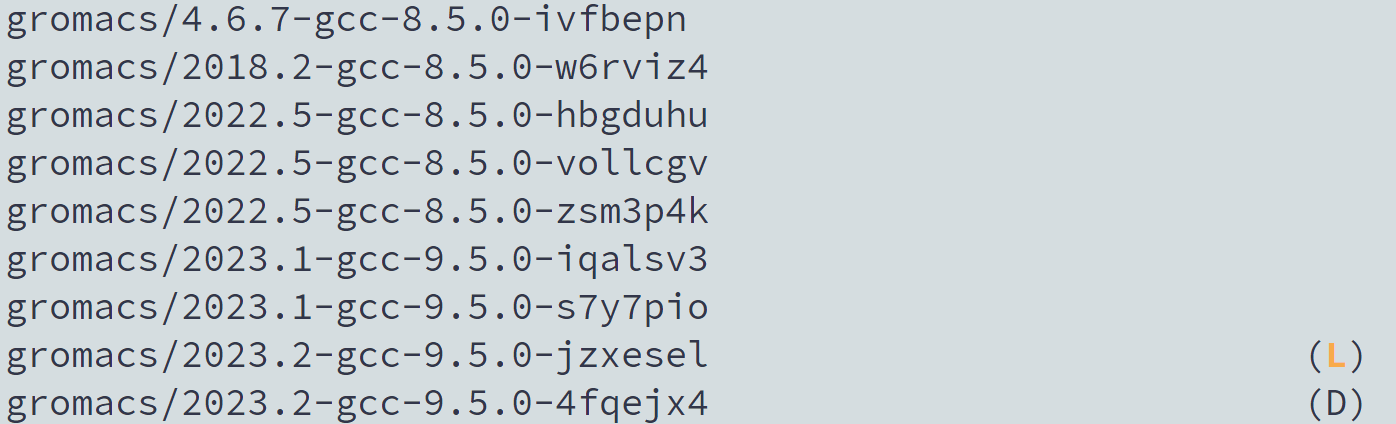 gromacs/4.6.7-gcc-8.5.0-ivfbepn
gromacs/2018.2-gcc-8.5.0-w6rviz4
gromacs/2022.5-gcc-8.5.0-hbgduhu
gromacs/2022.5-gcc-8.5.0-vollcgv
gromacs/2022.5-gcc-8.5.0-zsm3p4k
gromacs/2023.1-gcc-9.5.0-iqalsv3
gromacs/2023.1-gcc-9.5.0-s7y7pio
gromacs/2023.2-gcc-9.5.0-jzxesel (L)
gromacs/2023.2-gcc-9.5.0-4fqejx4 (D)